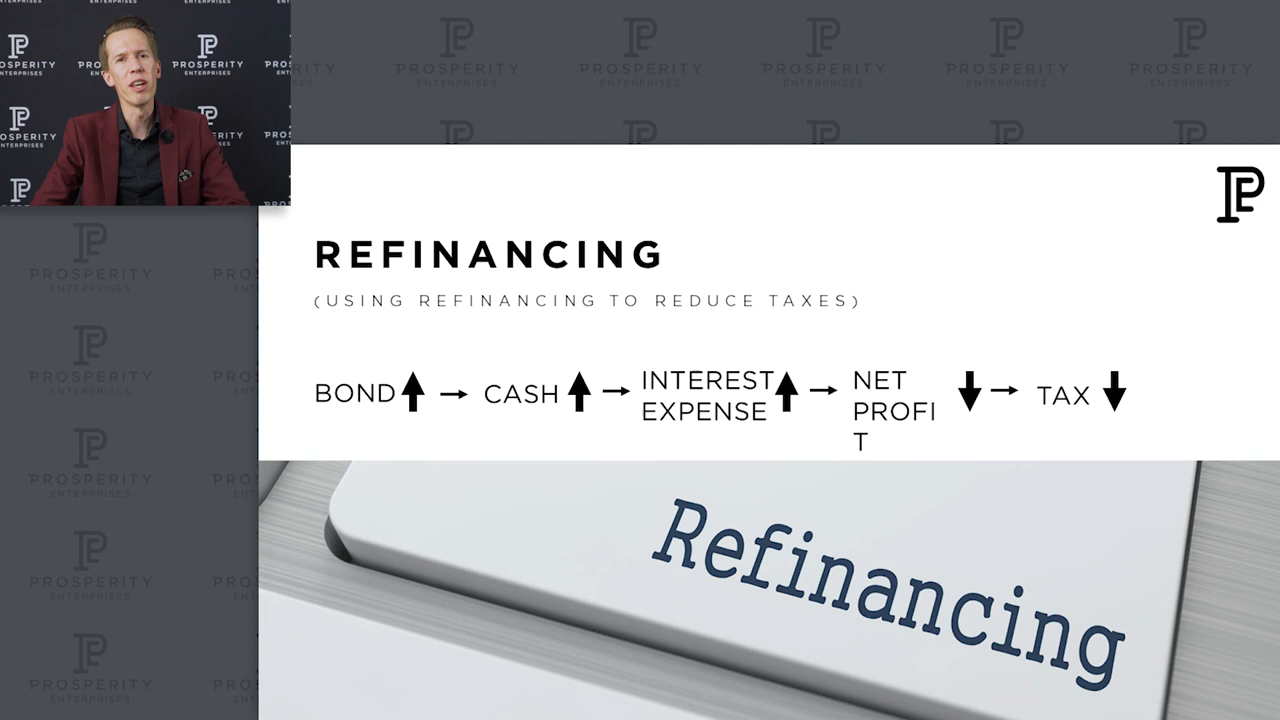 PROSPERITY
ENTERPRISES
REFINANCING
(USING REFINANCING TO REDUCE TAXES)
BOND → CASH → INTEREST EXPENSE → NET PROFI → TAX
T
Refinancing